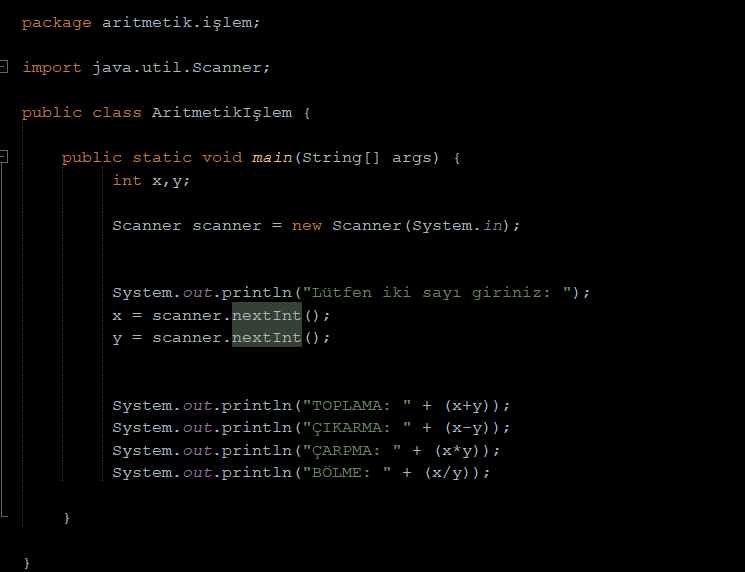 package aritmetik.işlem;
import java.util.Scanner;
public class AritmetikIşlem {
public static void main(String[] args) {
int x,y;
Scanner scanner = new Scanner(System.in);
System.out.println("Lütfen iki sayı giriniz: ");
x = scanner.nextInt();
y = scanner.nextInt();
System.out.println("TOPLAMA: " + (x+y));
System.out.println("ÇIKARMA: " + (x-y));
System.out.println("ÇARPMA: " + (x*y));
System.out.println("BÖLME: " + (x/y));
}
}